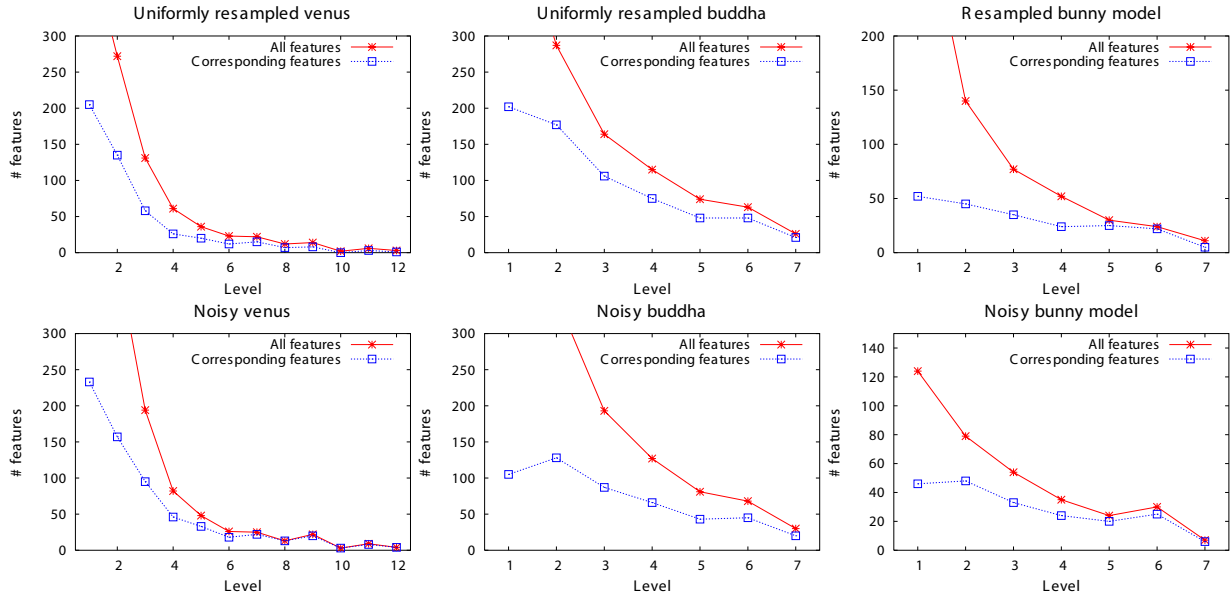 Uniformly resampled venus
All features
Corresponding features
# features
300
250
200
150
100
50
0
2 4 6 8 10 12
Level
Uniformly resampled buddha
All features
Corresponding features
# features
300
250
200
150
100
50
0
1 2 3 4 5 6 7
Level
Resampled bunny model
All features
Corresponding features
# features
200
150
100
50
0
1 2 3 4 5 6 7
Level
Noisy venus
All features
Corresponding features
# features
300
250
200
150
100
50
0
2 4 6 8 10 12
Level
Noisy buddha
All features
Corresponding features
# features
300
250
200
150
100
50
0
1 2 3 4 5 6 7
Level
Noisy bunny model
All features
Corresponding features
# features
140
120
100
80
60
40
20
0
1 2 3 4 5 6 7
Level